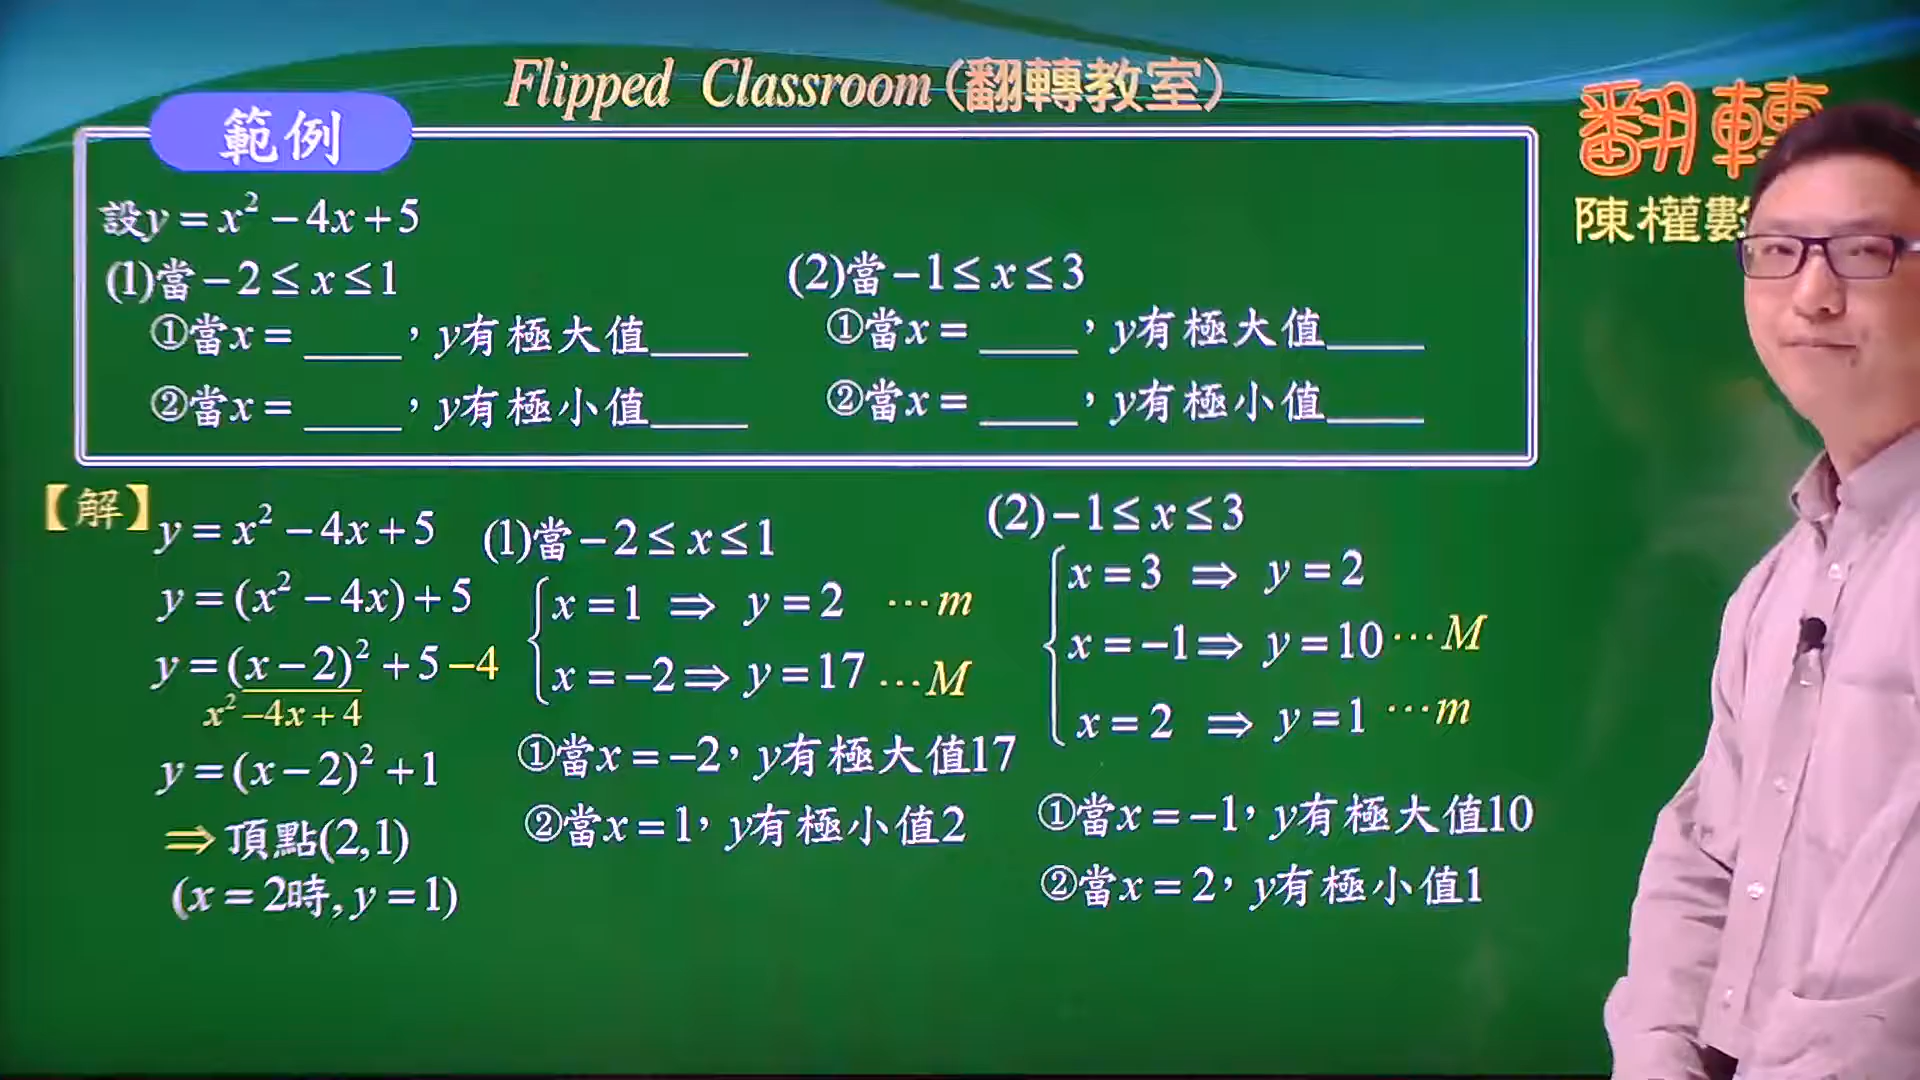 Flipped Classroom(翻轉教室)
翻轉
陳權數
範例
設y=x²−4x+5
(1)當−2≤x≤1
①當x=____,y有極大值____
②當x=____,y有極小值____
(2)當−1≤x≤3
①當x=____,y有極大值____
②當x=____,y有極小值____
【解】
y=x²−4x+5
y=(x²−4x)+5
y=(x−2)²+5−4
x²−4x+4
y=(x−2)²+1
⇒頂點(2,1)
(x=2時,y=1)
(1)當−2≤x≤1
x=1 ⇒ y=2 …m
x=−2⇒y=17…M
①當x=−2,y有極大值17
②當x=1,y有極小值2
(2)−1≤x≤3
x=3 ⇒ y=2
x=−1⇒ y=10…M
x=2 ⇒ y=1 …m
①當x=−1,y有極大值10
②當x=2,y有極小值1